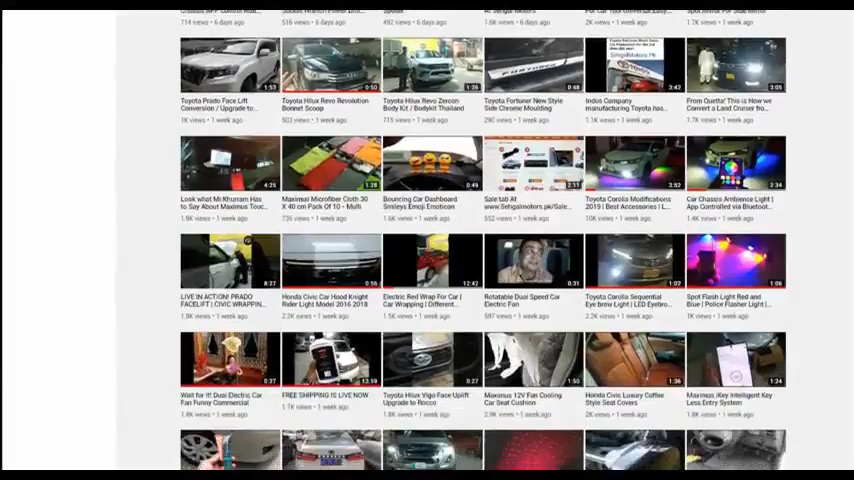 714 views • 6 days ago
516 views • 6 days ago
492 views • 6 days ago
1.6K views • 6 days ago
2K views • 1 week ago
1.7K views • 1 week ago
1:53
0:50
1:26
0:48
3:42
3:05
Toyota Prado Face Lift
Conversion / Upgrade to...
1K views • 1 week ago
Toyota Hilux Revo Revolution
Bonnet Scoop
503 views • 1 week ago
Toyota Hilux Revo Zercon
Body Kit / Bodykit Thailand
715 views • 1 week ago
Toyota Fortuner New Style
Side Chrome Moulding
290 views • 1 week ago
Indus Company
manufacturing Toyota has...
1.1K views • 1 week ago
From Quetta! This is How we
Convert a Land Cruiser fro...
1.7K views • 1 week ago
4:25
1:28
0:49
2:11
3:52
2:34
Look what Mr.Khurram Has
to Say About Maximus Touc...
1.9K views • 1 week ago
Maximus Microfiber Cloth 30
X 40 cm Pack Of 10 - Multi
Bouncing Car Dashboard
Smileys Emoji Emoticon
1.6K views • 1 week ago
Sale tab At
www.Sehgalmotors.pk/Sale...
552 views • 1 week ago
Toyota Corolla Modifications
2019 | Best Accessories | L...
10K views • 1 week ago
Car Chassis Ambience Light |
App Controlled via Bluetoot...
1.4K views • 1 week ago
8:37
0:56
12:42
0:31
1:02
1:06
LIVE IN ACTION! PRADO
FACELIFT | CIVIC WRAPPIN...
1.8K views • 1 week ago
Honda Civic Car Hood Knight
Rider Light Model 2016 2018
2.2K views • 1 week ago
Electric Red Wrap For Car |
Car Wrapping | Different...
1.5K views • 1 week ago
Rotatable Dual Speed Car
Electric Fan
597 views • 1 week ago
Toyota Corolla Sequential
Eye brow Light | LED Eyebro...
2.2K views • 1 week ago
Spot Flash Light Red and
Blue | Police Flasher Light |...
1K views • 1 week ago
0:27
13:59
0:27
1:50
1:36
1:24
Wait for it! Dual Electric Car
Fan Funny Commercial
1.4K views • 1 week ago
FREE SHIPPING IS LIVE NOW
1.7K views • 1 week ago
Toyota Hilux Vigo Face Uplift
Upgrade to Rocco
1.8K views • 1 week ago
Maximus 12V Fan Cooling
Car Seat Cushion
2.9K views • 1 week ago
Honda Civic Luxury Coffee
Style Seat Covers
2K views • 1 week ago
Maximus iKey Intelligent Key
Less Entry System
1.8K views • 1 week ago